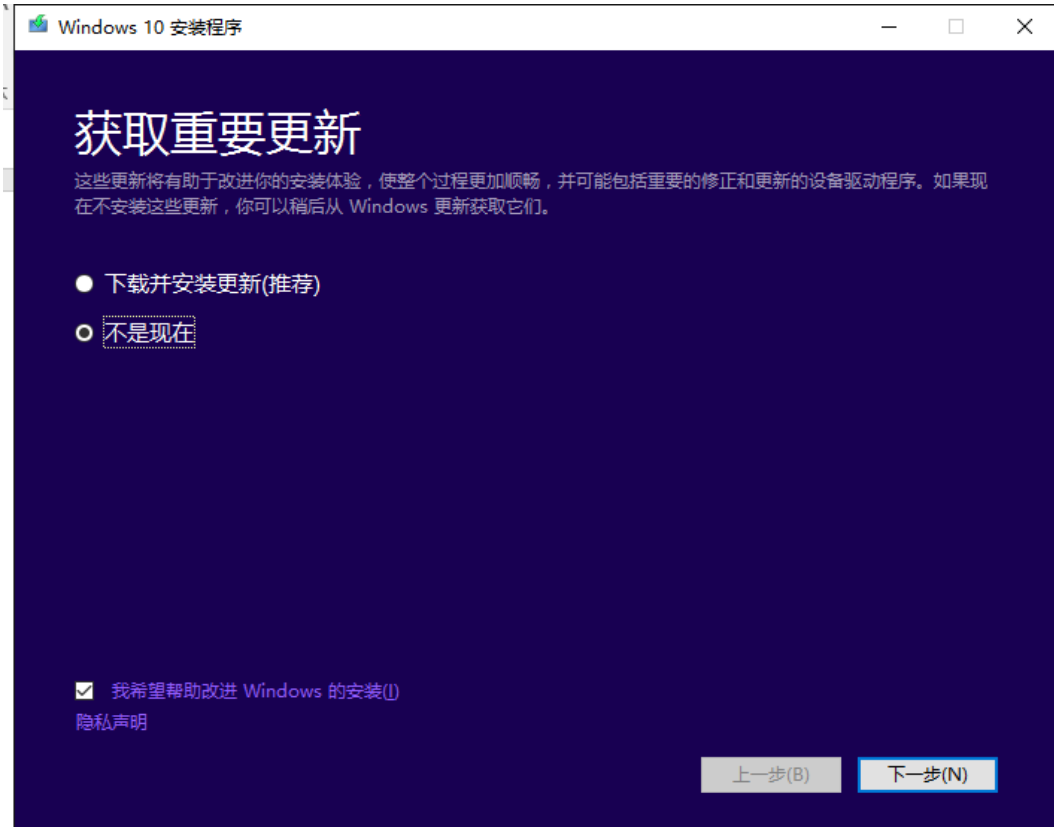 Windows 10 安装程序
获取重要更新
这些更新将有助于改进你的安装体验，使整个过程更加顺畅，并可能包括重要的修正和更新的设备驱动程序。如果现
在不安装这些更新，你可以稍后从 Windows 更新获取它们。
下载并安装更新(推荐)
不是现在
我希望帮助改进 Windows 的安装(I)
隐私声明
上一步(B)
下一步(N)